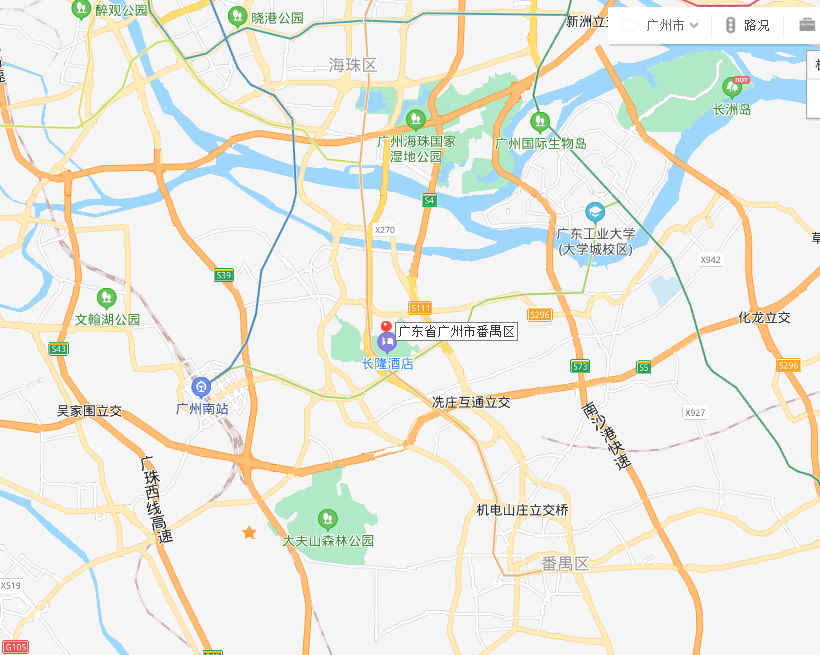 醉观公园
晓港公园
新洲立交
广州市
路况
海珠区
HOT
长洲岛
广州海珠国家
湿地公园
广州国际生物岛
S4
X270
广东工业大学
(大学城校区)
X942
S39
文翰湖公园
S111
S296
化龙立交
广东省广州市番禺区
S43
长隆酒店
S73
S5
S296
广州南站
吴家围立交
冼庄互通立交
南沙港快速
X927
广珠西线高速
机电山庄立交桥
大夫山森林公园
番禺区
X519
G105